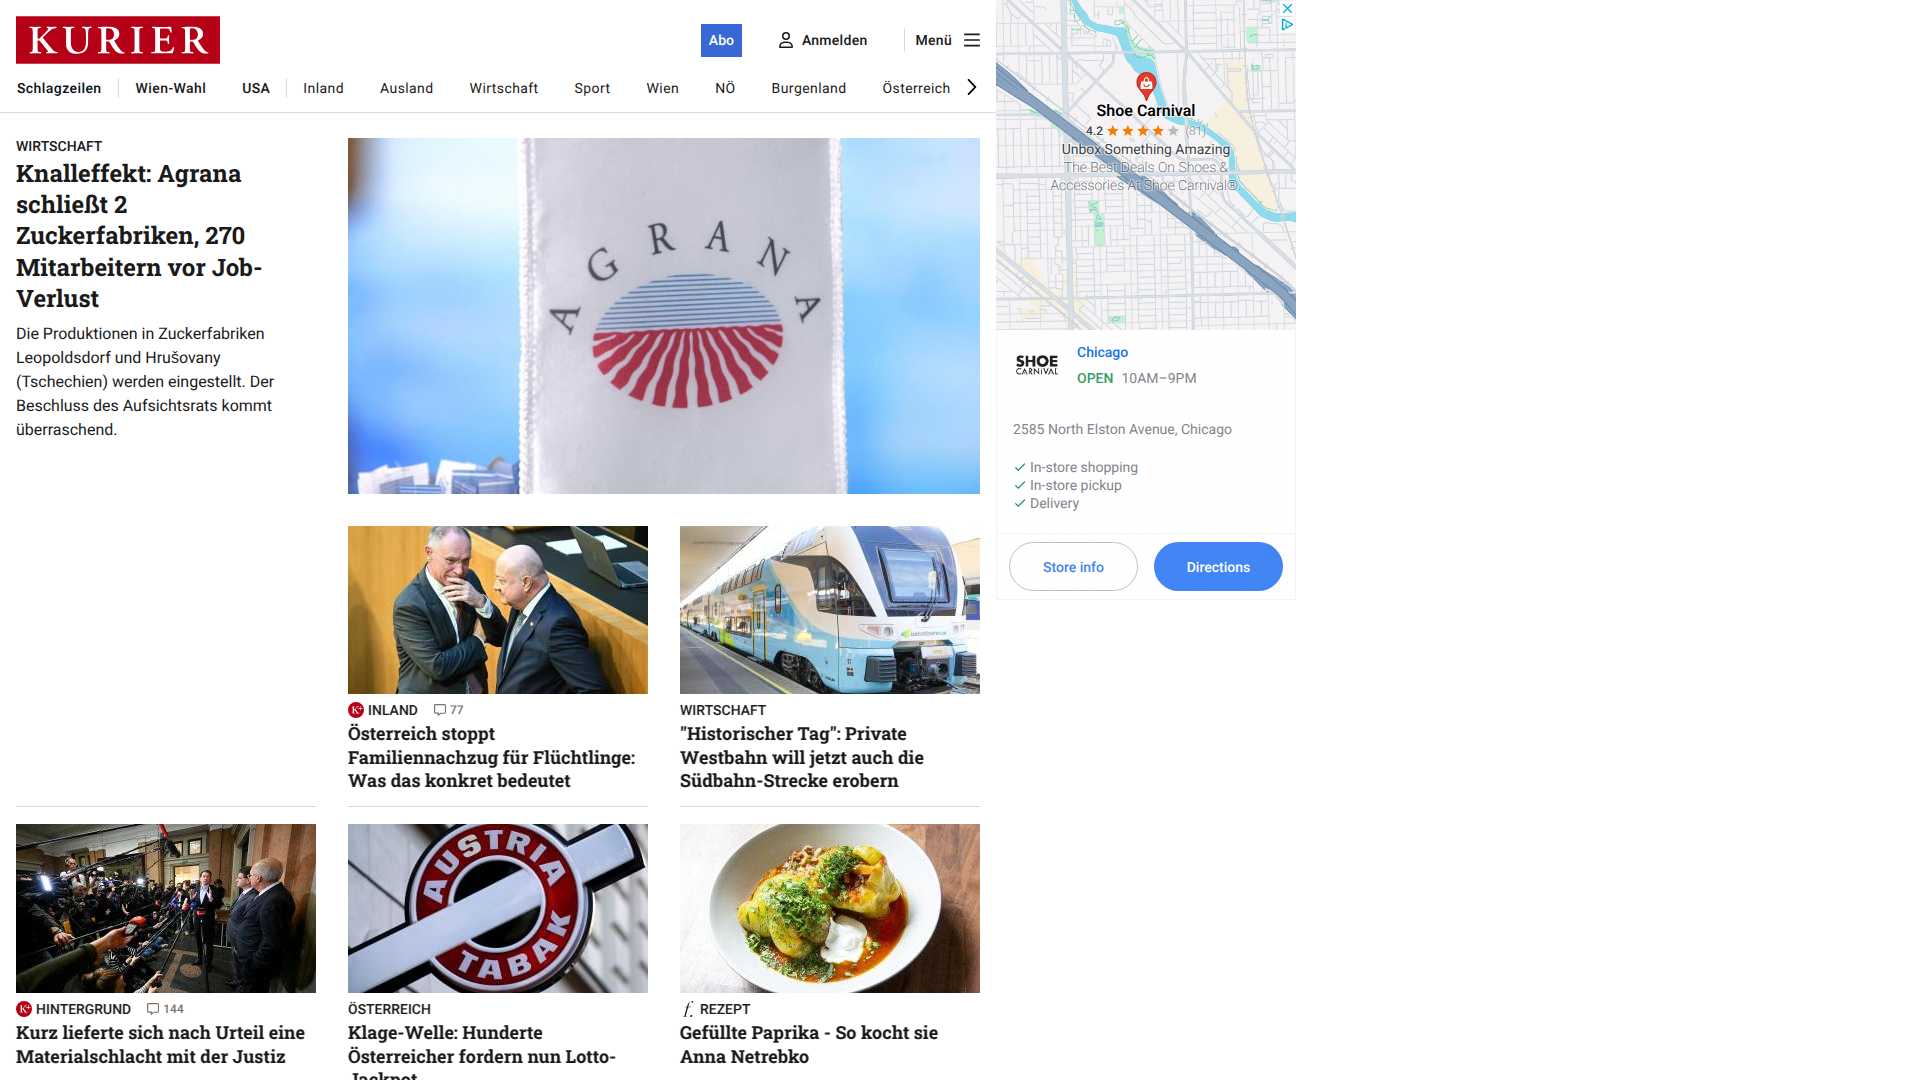 KURIER
Abo
Anmelden
Menü
Schlagzeilen
Wien-Wahl
USA
Inland
Ausland
Wirtschaft
Sport
Wien
NÖ
Burgenland
Österreich
WIRTSCHAFT
Knalleffekt: Agrana
schließt 2
Zuckerfabriken, 270
Mitarbeitern vor Job-
Verlust
Die Produktionen in Zuckerfabriken
Leopoldsdorf und Hrušovany
(Tschechien) werden eingestellt. Der
Beschluss des Aufsichtsrats kommt
überraschend.
AGRANA
Shoe Carnival
4.2 (81)
Unbox Something Amazing
The Best Deals On Shoes &
Accessories At Shoe Carnival®
SHOE
CARNIVAL
Chicago
OPEN 10AM–9PM
2585 North Elston Avenue, Chicago
In-store shopping
In-store pickup
Delivery
Store info
Directions
K+ INLAND 77
Österreich stoppt
Familiennachzug für Flüchtlinge:
Was das konkret bedeutet
WIRTSCHAFT
"Historischer Tag": Private
Westbahn will jetzt auch die
Südbahn-Strecke erobern
AUSTRIA
TABAK
K+ HINTERGRUND 144
Kurz lieferte sich nach Urteil eine
Materialschlacht mit der Justiz
ÖSTERREICH
Klage-Welle: Hunderte
Österreicher fordern nun Lotto-
Jackpot
f. REZEPT
Gefüllte Paprika - So kocht sie
Anna Netrebko